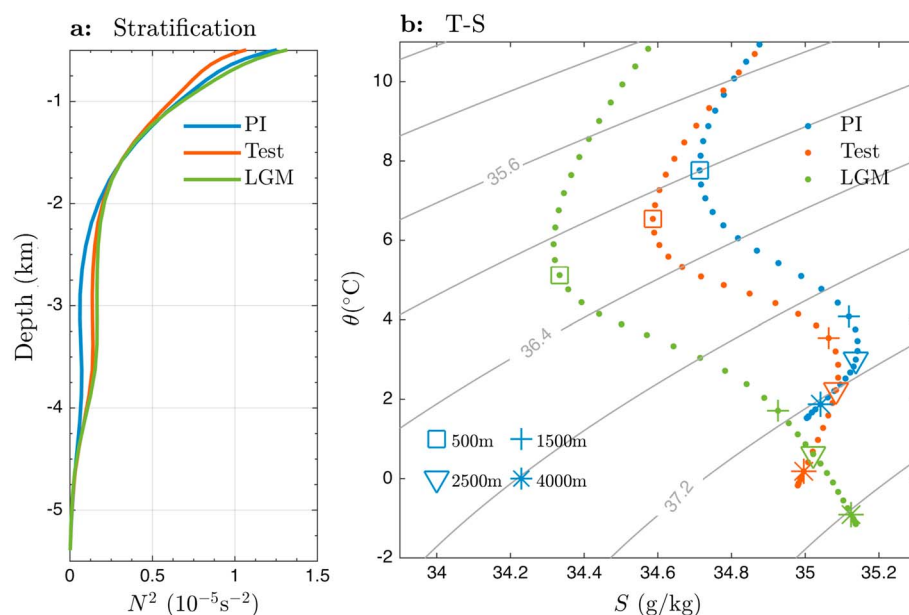 a: Stratification
-1
-2
-3
-4
-5
Depth (km)
PI
Test
LGM
0
0.5
1
1.5
N² (10⁻⁵s⁻²)
b: T-S
10
8
6
4
2
0
-2
θ(°C)
35.6
36.4
37.2
PI
Test
LGM
500m
1500m
2500m
4000m
34
34.2
34.4
34.6
34.8
35
35.2
S (g/kg)